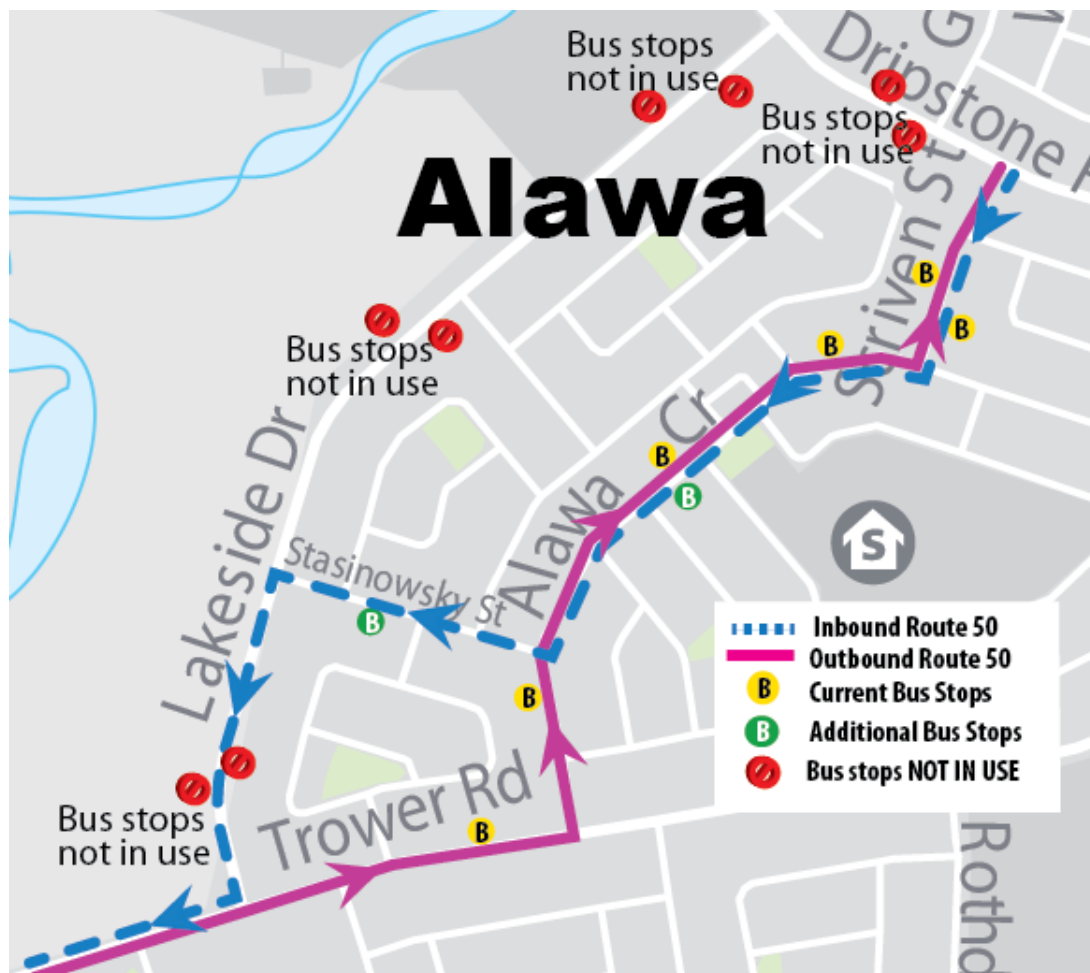 Bus stops
not in use
G
Dripstone R
Bus stops
not in use
Alawa
Scriven St
Bus stops
not in use
Lakeside Dr
Alawa Cr
Stasinowsky St
S
B
B
B
B
B
B
B
B
Trower Rd
Bus stops
not in use
Inbound Route 50
Outbound Route 50
B Current Bus Stops
B Additional Bus Stops
Bus stops NOT IN USE
Rotho